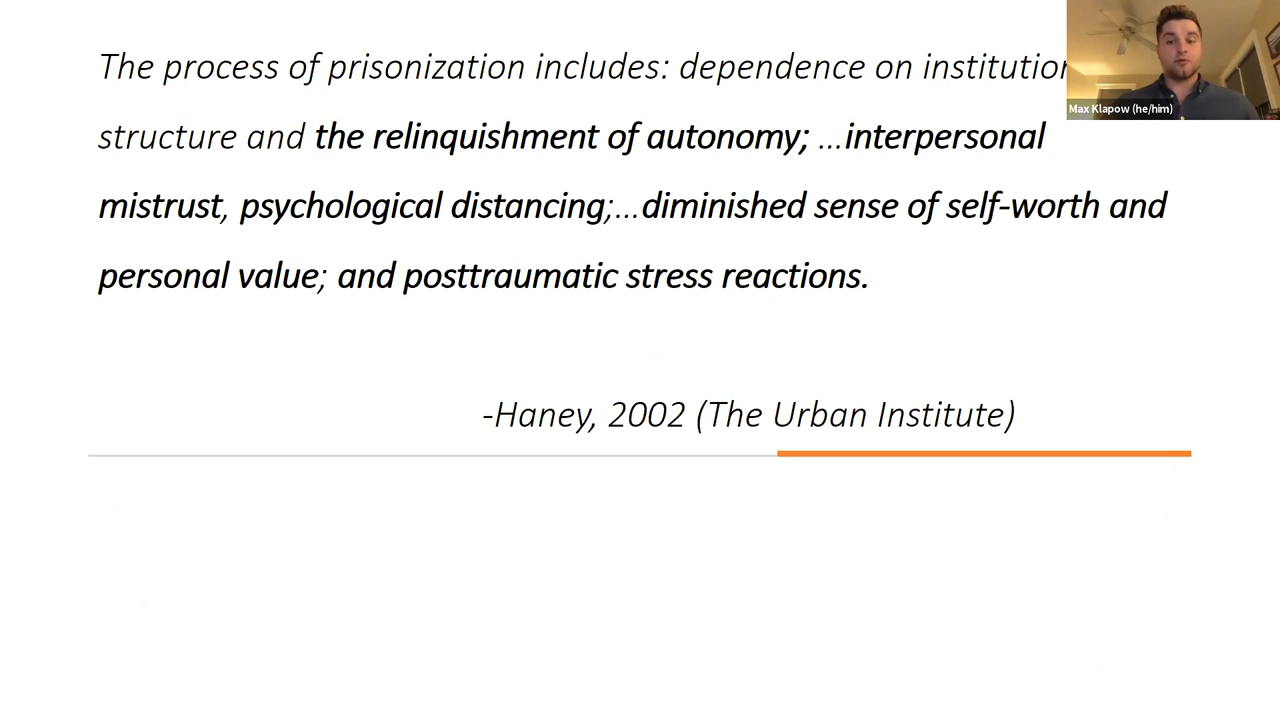 The process of prisonization includes: dependence on institution
structure and the relinquishment of autonomy; ...interpersonal
mistrust, psychological distancing;...diminished sense of self-worth and
personal value; and posttraumatic stress reactions.
-Haney, 2002 (The Urban Institute)
Max Klapow (he/him)